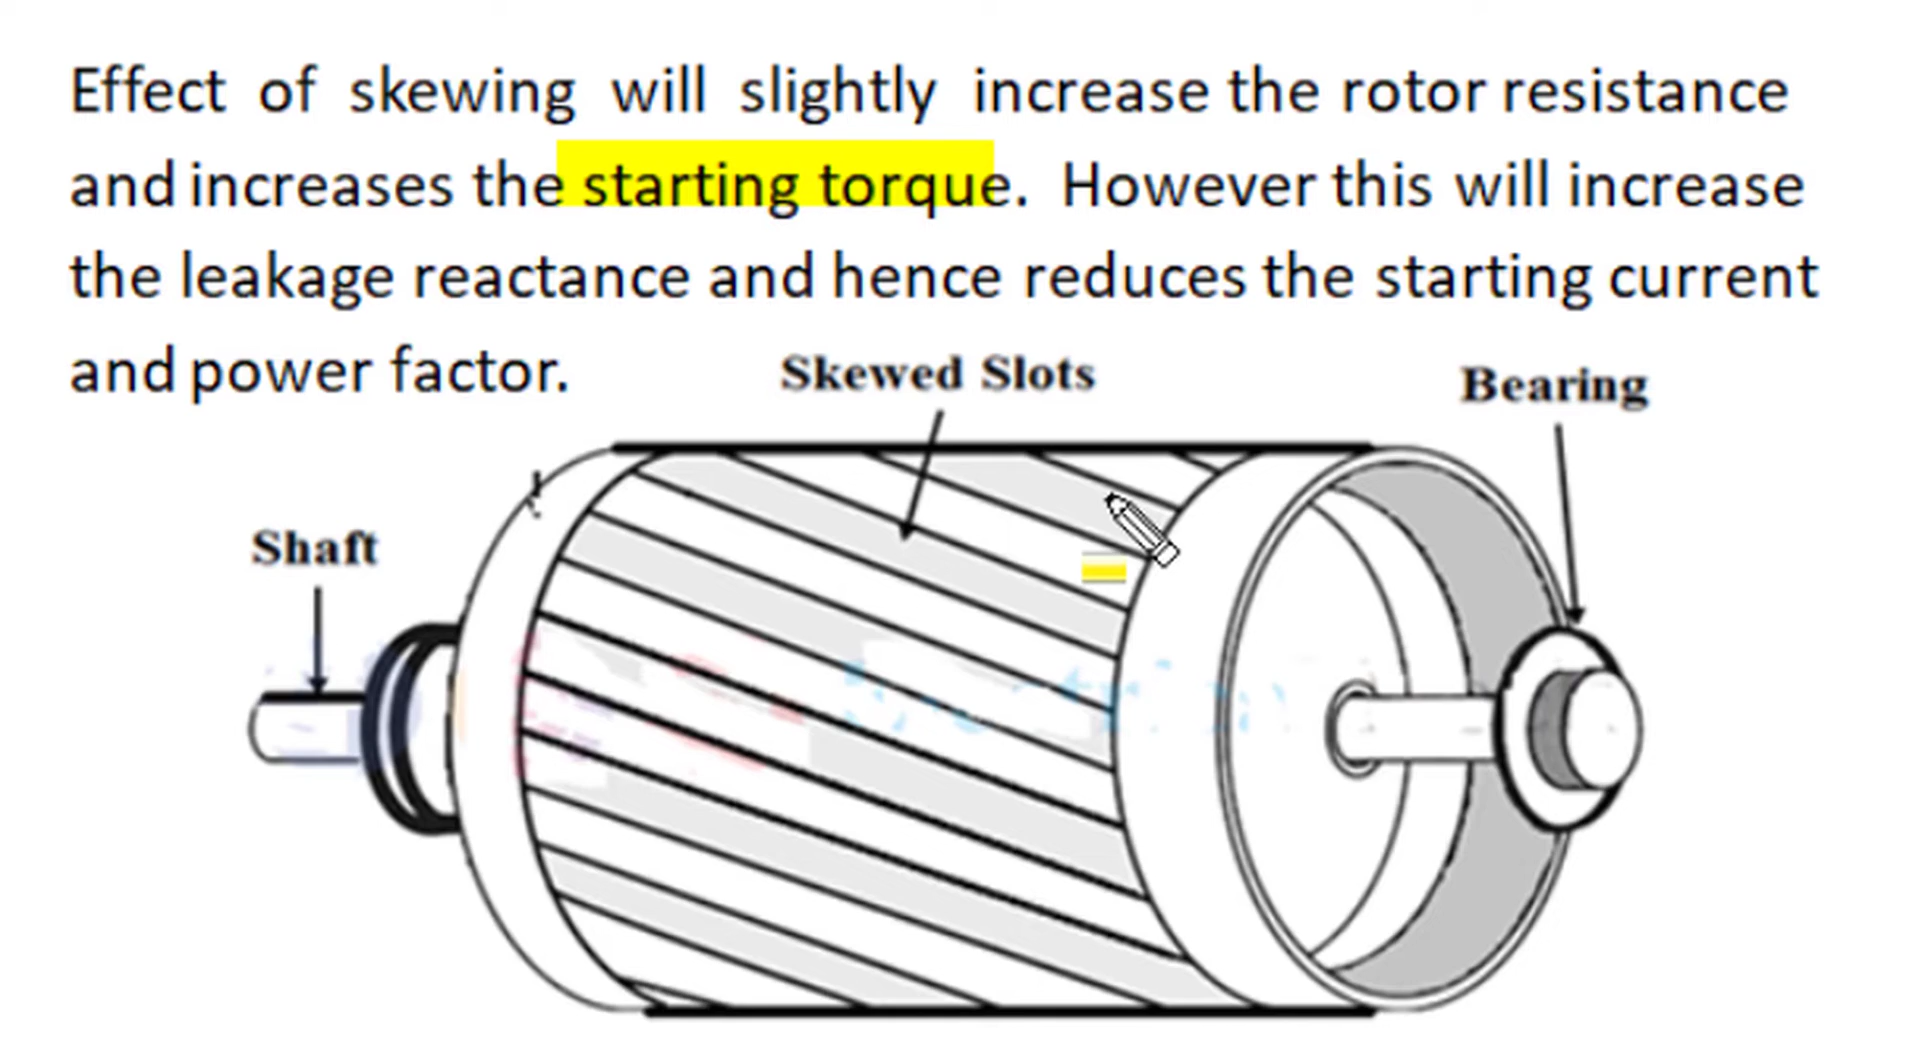 Effect of skewing will slightly increase the rotor resistance
and increases the starting torque. However this will increase
the leakage reactance and hence reduces the starting current
and power factor.
Skewed Slots
Bearing
Shaft